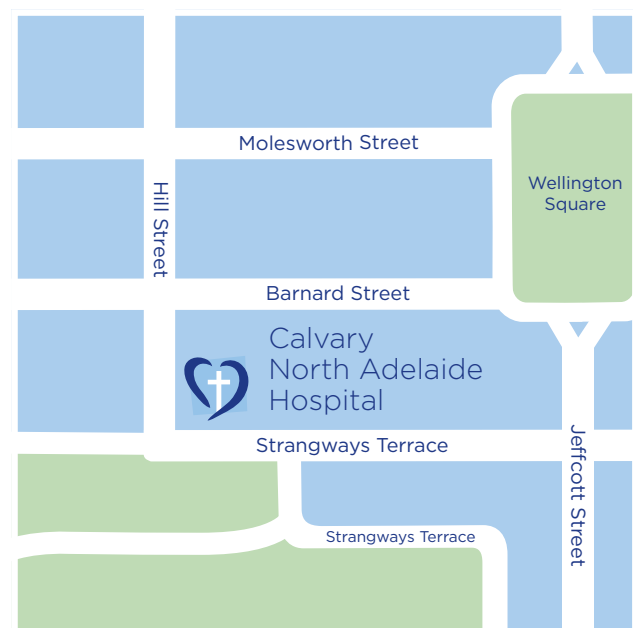 Molesworth Street
Wellington
Square
Hill Street
Barnard Street
Calvary
North Adelaide
Hospital
Strangways Terrace
Jeffcott Street
Strangways Terrace